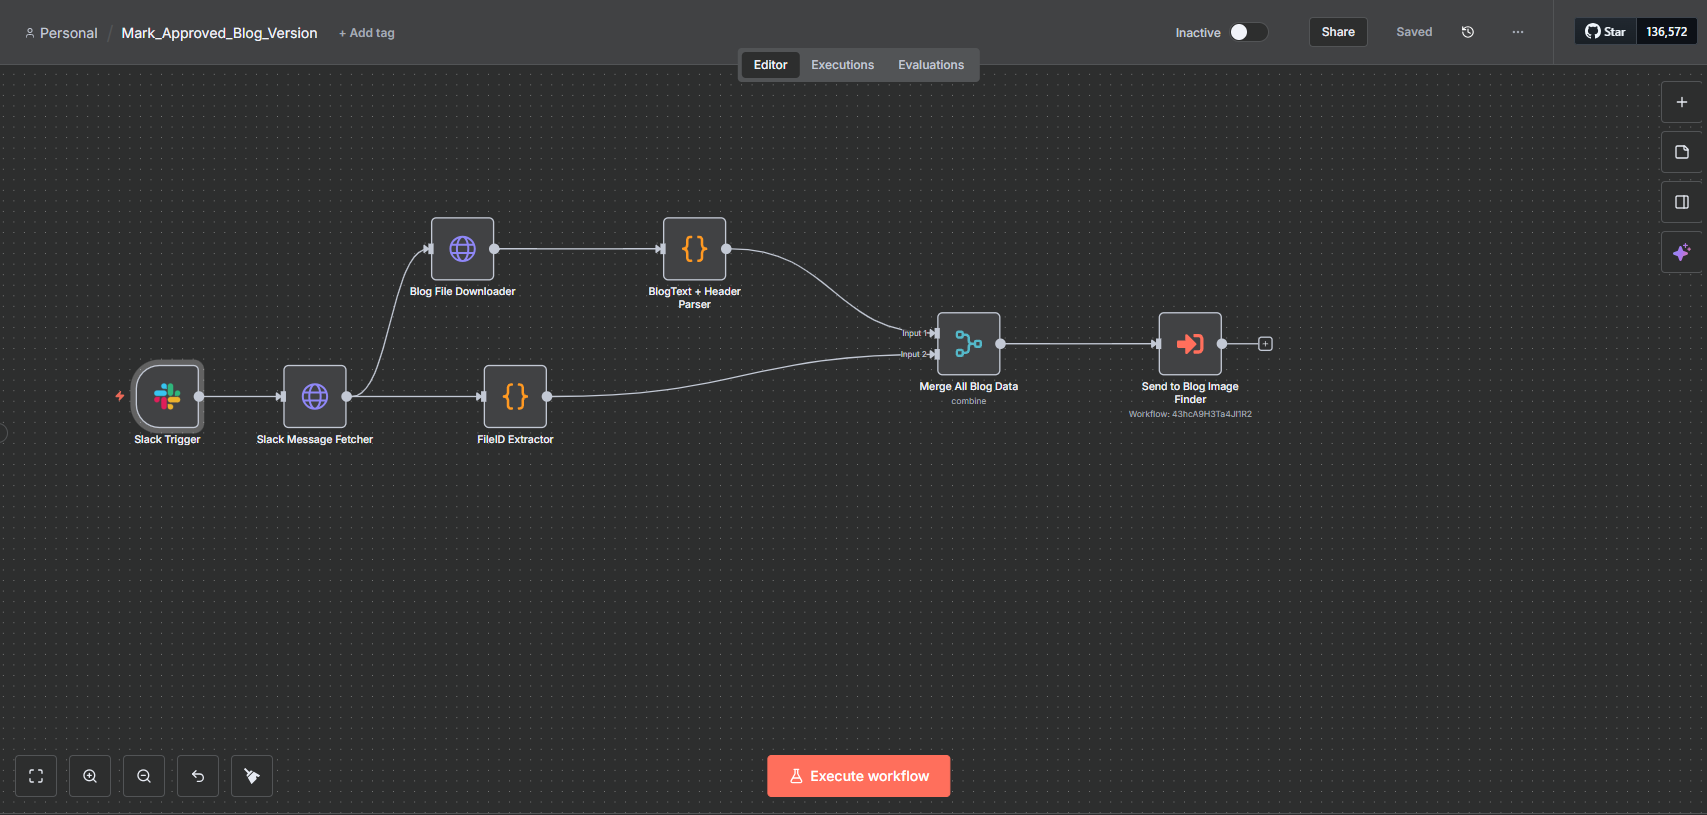 Personal / Mark_Approved_Blog_Version + Add tag
Inactive
Share
Saved
Star 136,572
Editor Executions Evaluations
Blog File Downloader
BlogText + Header
Parser
Input 1
Input 2
Merge All Blog Data
combine
Send to Blog Image
Finder
Workflow: 43hcA9H3Ta4JI1R2
Slack Trigger
Slack Message Fetcher
FileID Extractor
Execute workflow